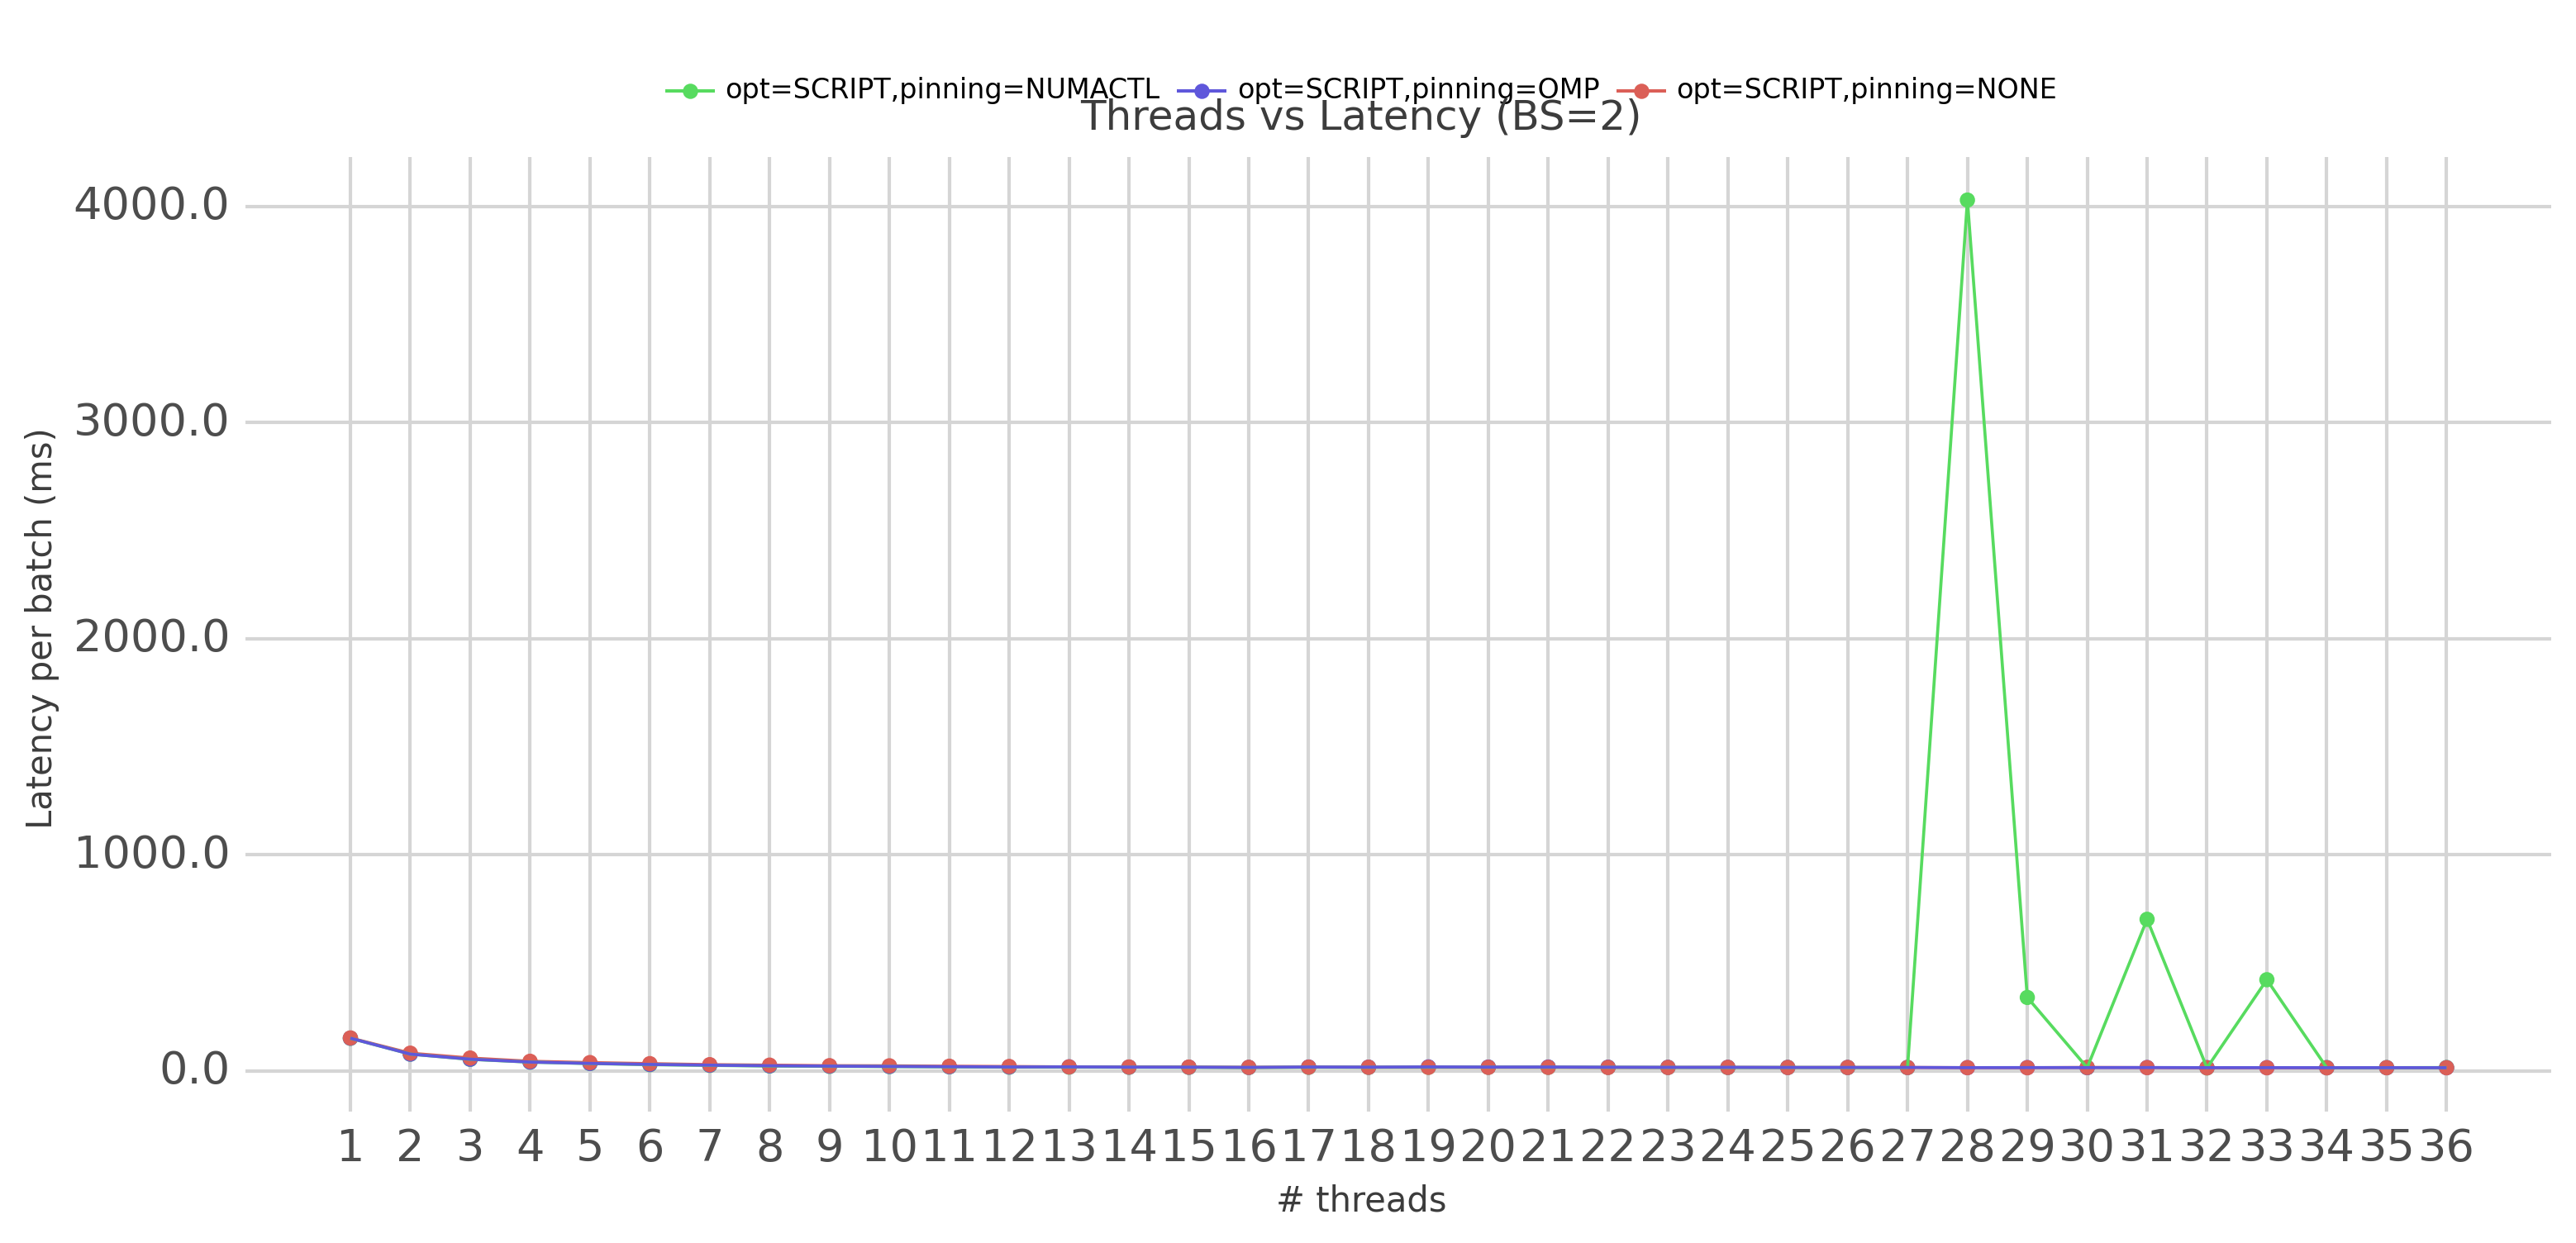 opt=SCRIPT,pinning=NUMACTL opt=SCRIPT,pinning=OMP opt=SCRIPT,pinning=NONE
Threads vs Latency (BS=2)
4000.0
3000.0
2000.0
1000.0
0.0
Latency per batch (ms)
1 2 3 4 5 6 7 8 9 10 11 12 13 14 15 16 17 18 19 20 21 22 23 24 25 26 27 28 29 30 31 32 33 34 35 36
# threads